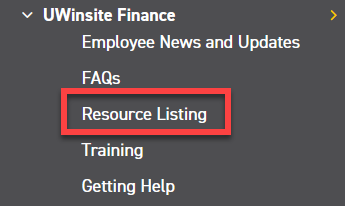 UWinsite Finance
Employee News and Updates
FAQs
Resource Listing
Training
Getting Help